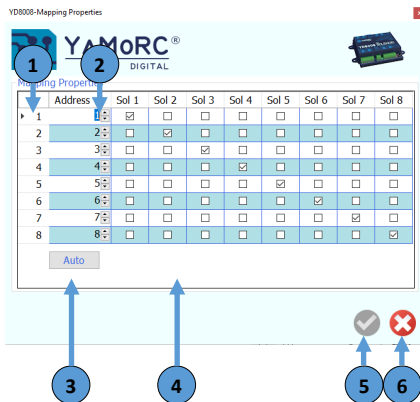 YD8008-Mapping Properties
YAMORC®
DIGITAL
1 2
Mapping Properties
Address Sol 1 Sol 2 Sol 3 Sol 4 Sol 5 Sol 6 Sol 7 Sol 8
1 1
2 2
3 3
4 4
5 5
6 6
7 7
8 8
Auto
3 4 5 6